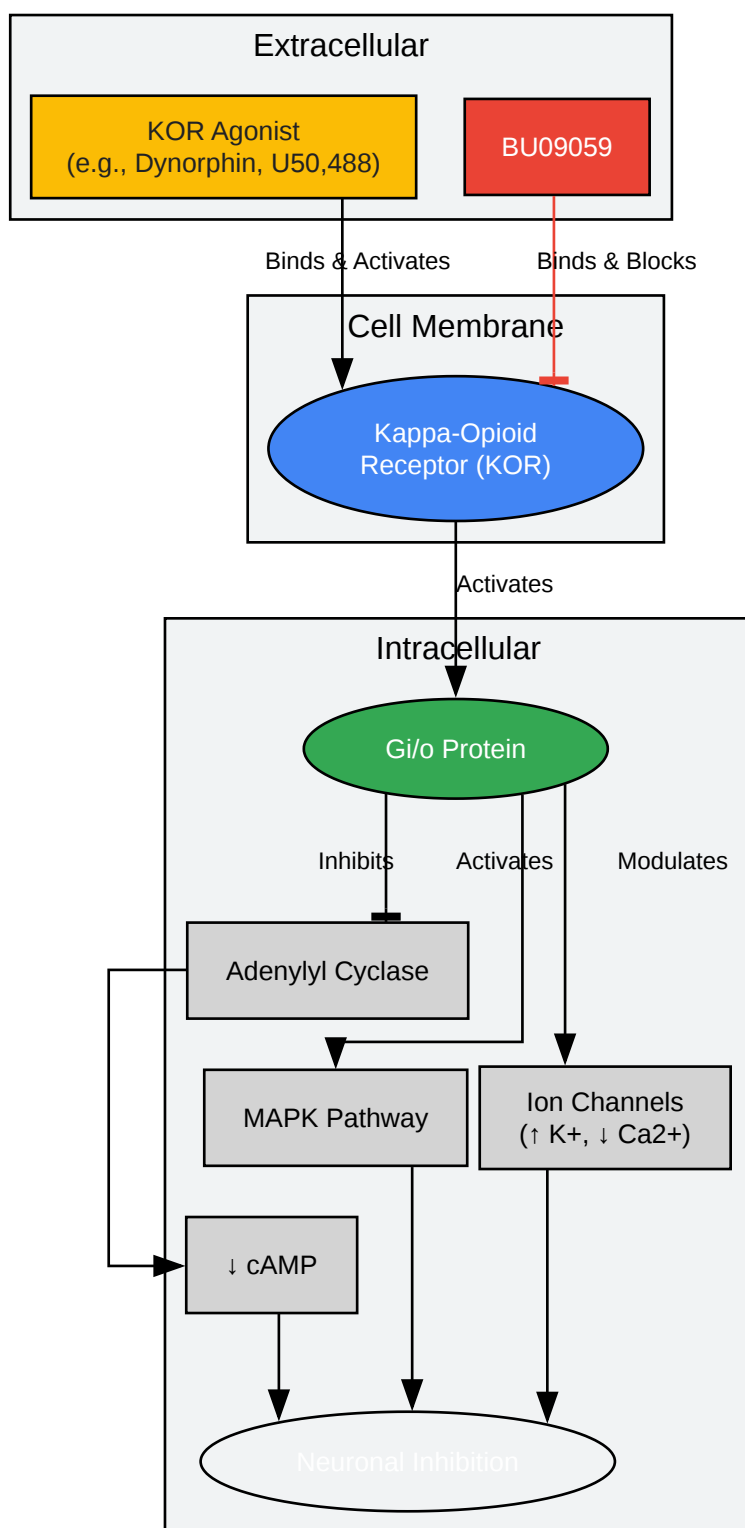 Extracellular
KOR Agonist
(e.g., Dynorphin, U50,488)
BU09059
Binds & Activates
Binds & Blocks
Cell Membrane
Kappa-Opioid
Receptor (KOR)
Activates
Intracellular
Gi/o Protein
Inhibits
Activates
Modulates
Adenylyl Cyclase
MAPK Pathway
Ion Channels
(↑ K+, ↓ Ca2+)
↓ cAMP
Neuronal Inhibition